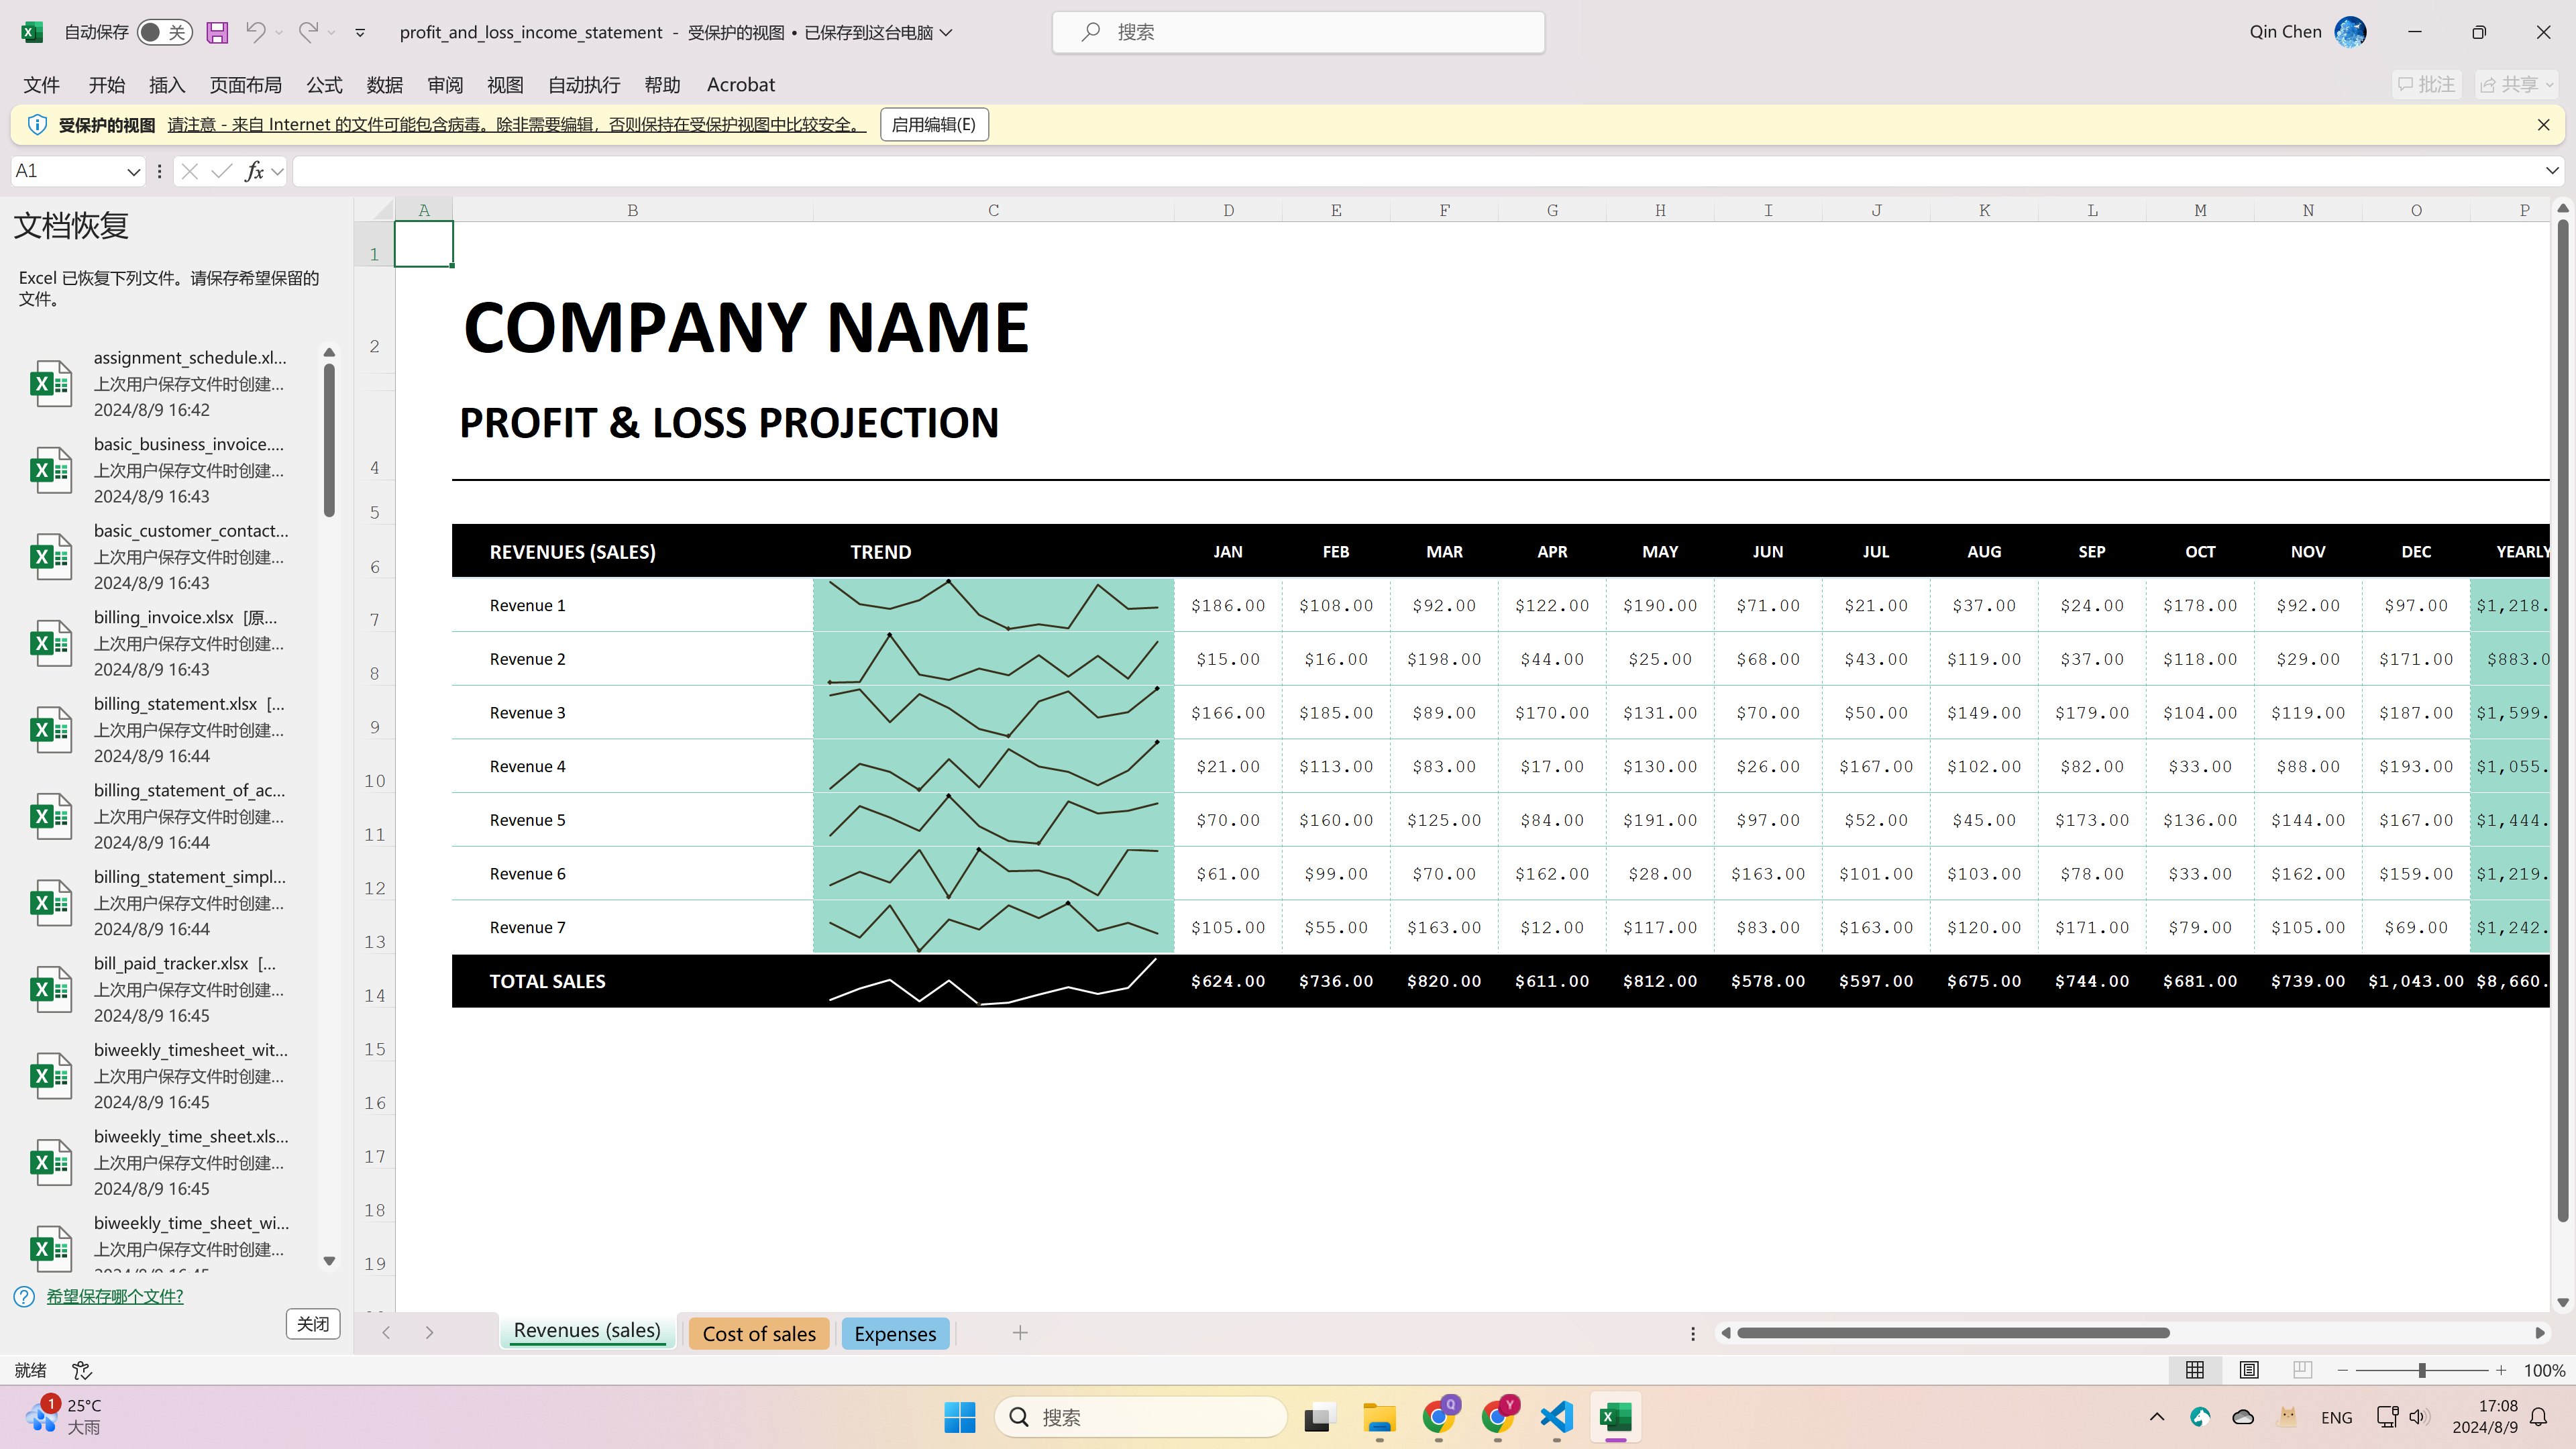 自动保存 关 profit_and_loss_income_statement - 受保护的视图 • 已保存到这台电脑 搜索 Qin Chen
文件 开始 插入 页面布局 公式 数据 审阅 视图 自动执行 帮助 Acrobat 批注 共享
受保护的视图 请注意 - 来自 Internet 的文件可能包含病毒。除非需要编辑，否则保持在受保护视图中比较安全。 启用编辑(E)
A1 fx
文档恢复
Excel 已恢复下列文件。请保存希望保留的
文件。
assignment_schedule.xl...
上次用户保存文件时创建...
2024/8/9 16:42
basic_business_invoice....
上次用户保存文件时创建...
2024/8/9 16:43
basic_customer_contact...
上次用户保存文件时创建...
2024/8/9 16:43
billing_invoice.xlsx [原...
上次用户保存文件时创建...
2024/8/9 16:43
billing_statement.xlsx [...
上次用户保存文件时创建...
2024/8/9 16:44
billing_statement_of_ac...
上次用户保存文件时创建...
2024/8/9 16:44
billing_statement_simpl...
上次用户保存文件时创建...
2024/8/9 16:44
bill_paid_tracker.xlsx [...
上次用户保存文件时创建...
2024/8/9 16:45
biweekly_timesheet_wit...
上次用户保存文件时创建...
2024/8/9 16:45
biweekly_time_sheet.xls...
上次用户保存文件时创建...
2024/8/9 16:45
biweekly_time_sheet_wi...
上次用户保存文件时创建...
希望保存哪个文件?
关闭
A B C D E F G H I J K L M N O P
1
2 COMPANY NAME
4 PROFIT & LOSS PROJECTION
5
6 REVENUES (SALES) TREND JAN FEB MAR APR MAY JUN JUL AUG SEP OCT NOV DEC YEARLY
7 Revenue 1 $186.00 $108.00 $92.00 $122.00 $190.00 $71.00 $21.00 $37.00 $24.00 $178.00 $92.00 $97.00 $1,218.
8 Revenue 2 $15.00 $16.00 $198.00 $44.00 $25.00 $68.00 $43.00 $119.00 $37.00 $118.00 $29.00 $171.00 $883.0
9 Revenue 3 $166.00 $185.00 $89.00 $170.00 $131.00 $70.00 $50.00 $149.00 $179.00 $104.00 $119.00 $187.00 $1,599.
10 Revenue 4 $21.00 $113.00 $83.00 $17.00 $130.00 $26.00 $167.00 $102.00 $82.00 $33.00 $88.00 $193.00 $1,055.
11 Revenue 5 $70.00 $160.00 $125.00 $84.00 $191.00 $97.00 $52.00 $45.00 $173.00 $136.00 $144.00 $167.00 $1,444.
12 Revenue 6 $61.00 $99.00 $70.00 $162.00 $28.00 $163.00 $101.00 $103.00 $78.00 $33.00 $162.00 $159.00 $1,219.
13 Revenue 7 $105.00 $55.00 $163.00 $12.00 $117.00 $83.00 $163.00 $120.00 $171.00 $79.00 $105.00 $69.00 $1,242.
14 TOTAL SALES $624.00 $736.00 $820.00 $611.00 $812.00 $578.00 $597.00 $675.00 $744.00 $681.00 $739.00 $1,043.00 $8,660.
15
16
17
18
19
Revenues (sales) Cost of sales Expenses
就绪 100%
1 25°C
大雨
搜索
Q Y
ENG
17:08
2024/8/9